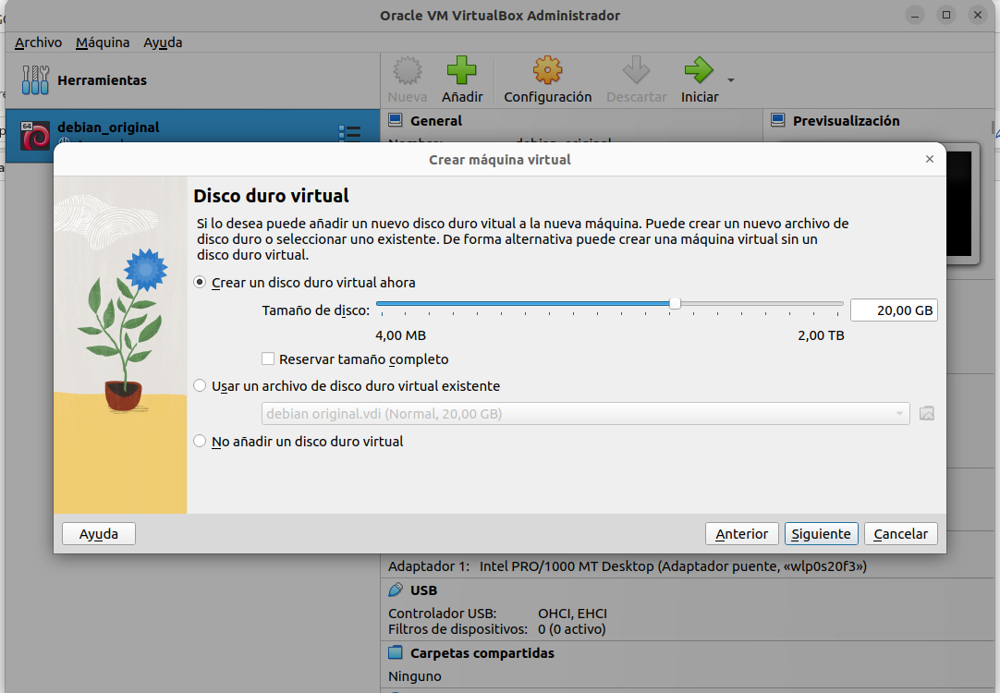 Oracle VM VirtualBox Administrador
Archivo Máquina Ayuda
Herramientas
Nueva Añadir Configuración Descartar Iniciar
64
debian_original
General
Previsualización
debian_original
Crear máquina virtual
Disco duro virtual
Si lo desea puede añadir un nuevo disco duro vitual a la nueva máquina. Puede crear un nuevo archivo de
disco duro o seleccionar uno existente. De forma alternativa puede crear una máquina virtual sin un
disco duro virtual.
Crear un disco duro virtual ahora
Tamaño de disco: 20,00 GB
4,00 MB 2,00 TB
Reservar tamaño completo
Usar un archivo de disco duro virtual existente
debian original.vdi (Normal, 20,00 GB)
No añadir un disco duro virtual
Ayuda Anterior Siguiente Cancelar
Adaptador 1: Intel PRO/1000 MT Desktop (Adaptador puente, «wlp0s20f3»)
USB
Controlador USB: OHCI, EHCI
Filtros de dispositivos: 0 (0 activo)
Carpetas compartidas
Ninguno